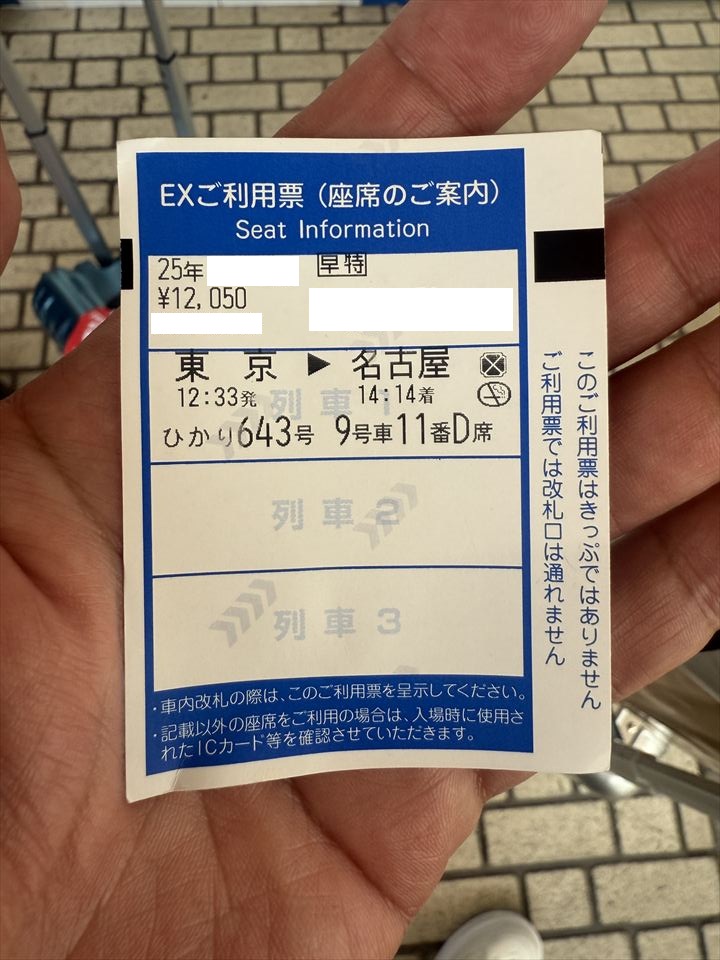 EXご利用票（座席のご案内）
Seat Information
25年
早特
¥12,050
東京 ▶ 名古屋
12:33発 14:14着
列車1
ひかり643号 9号車11番D席
列車2
列車3
・車内改札の際は、このご利用票を呈示してください。
・記載以外の座席をご利用の場合は、入場時に使用さ
れたICカード等を確認させていただきます。
このご利用票はきっぷではありません
ご利用票では改札口は通れません